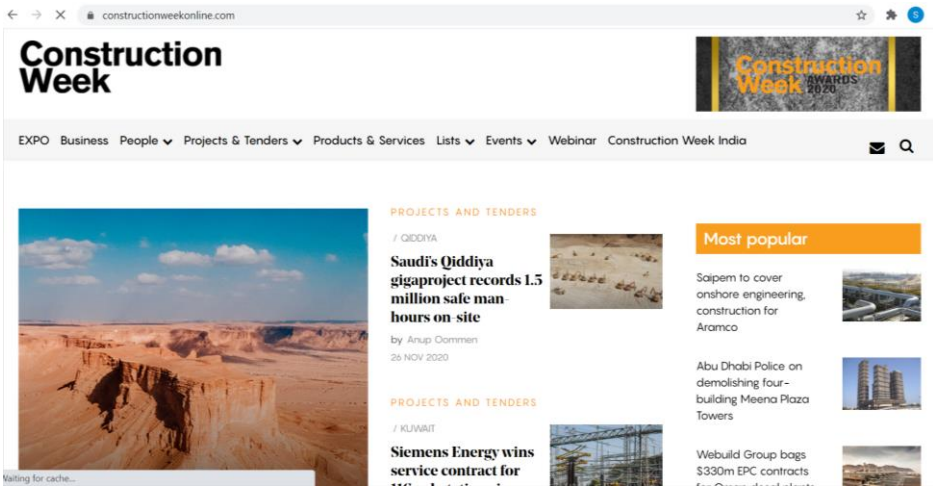 constructionweekonline.com
S
Construction
Week
Construction
Week AWARDS
2020
EXPO Business People Projects & Tenders Products & Services Lists Events Webinar Construction Week India
PROJECTS AND TENDERS
/ QIDDIYA
Saudi's Qiddiya
gigaproject records 1.5
million safe man-
hours on-site
by Anup Oommen
26 NOV 2020
PROJECTS AND TENDERS
/ KUWAIT
Siemens Energy wins
service contract for
Most popular
Saipem to cover
onshore engineering,
construction for
Aramco
Abu Dhabi Police on
demolishing four-
building Meena Plaza
Towers
Webuild Group bags
$330m EPC contracts
Waiting for cache...